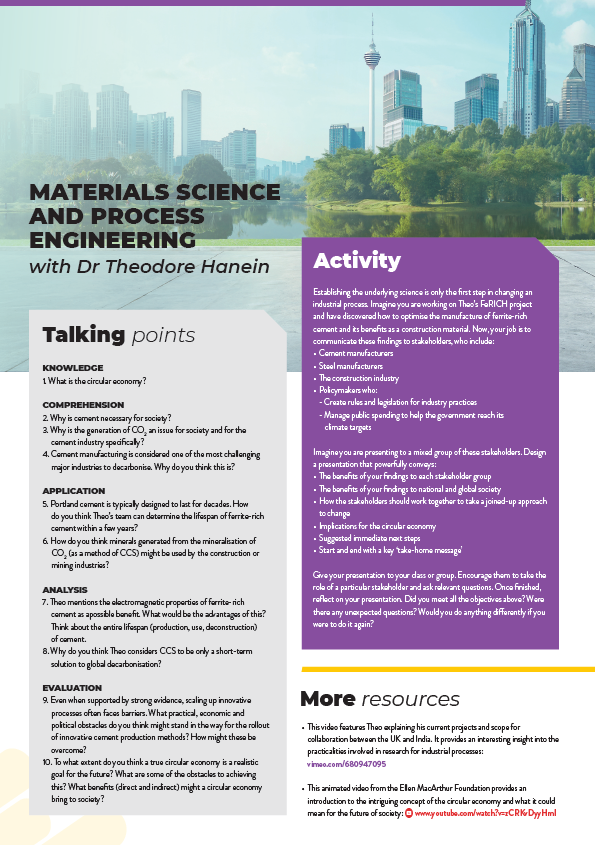 MATERIALS SCIENCE
AND PROCESS
ENGINEERING
with Dr Theodore Hanein
Talking points
KNOWLEDGE
1. What is the circular economy?
COMPREHENSION
2. Why is cement necessary for society?
3. Why is the generation of CO₂ an issue for society and for the
cement industry specifically?
4. Cement manufacturing is considered one of the most challenging
major industries to decarbonise. Why do you think this is?
APPLICATION
5. Portland cement is typically designed to last for decades. How
do you think Theo's team can determine the lifespan of ferrite-rich
cement within a few years?
6. How do you think minerals generated from the mineralisation of
CO₂ (as a method of CCS) might be used by the construction or
mining industries?
ANALYSIS
7. Theo mentions the electromagnetic properties of ferrite- rich
cement as apossible benefit. What would be the advantages of this?
Think about the entire lifespan (production, use, deconstruction)
of cement.
8. Why do you think Theo considers CCS to be only a short-term
solution to global decarbonisation?
EVALUATION
9. Even when supported by strong evidence, scaling up innovative
processes often faces barriers. What practical, economic and
political obstacles do you think might stand in the way for the rollout
of innovative cement production methods? How might these be
overcome?
10. To what extent do you think a true circular economy is a realistic
goal for the future? What are some of the obstacles to achieving
this? What benefits (direct and indirect) might a circular economy
bring to society?
Activity
Establishing the underlying science is only the first step in changing an
industrial process. Imagine you are working on Theo's FeRICH project
and have discovered how to optimise the manufacture of ferrite-rich
cement and its benefits as a construction material. Now, your job is to
communicate these findings to stakeholders, who include:
• Cement manufacturers
• Steel manufacturers
• The construction industry
• Policymakers who:
- Create rules and legislation for industry practices
- Manage public spending to help the government reach its
climate targets
Imagine you are presenting to a mixed group of these stakeholders. Design
a presentation that powerfully conveys:
• The benefits of your findings to each stakeholder group
• The benefits of your findings to national and global society
• How the stakeholders should work together to take a joined-up approach
to change
• Implications for the circular economy
• Suggested immediate next steps
• Start and end with a key 'take-home message'
Give your presentation to your class or group. Encourage them to take the
role of a particular stakeholder and ask relevant questions. Once finished,
reflect on your presentation. Did you meet all the objectives above? Were
there any unexpected questions? Would you do anything differently if you
were to do it again?
More resources
• This video features Theo explaining his current projects and scope for
collaboration between the UK and India. It provides an interesting insight into the
practicalities involved in research for industrial processes:
vimeo.com/680947095
• This animated video from the Ellen MacArthur Foundation provides an
introduction to the intriguing concept of the circular economy and what it could
mean for the future of society: